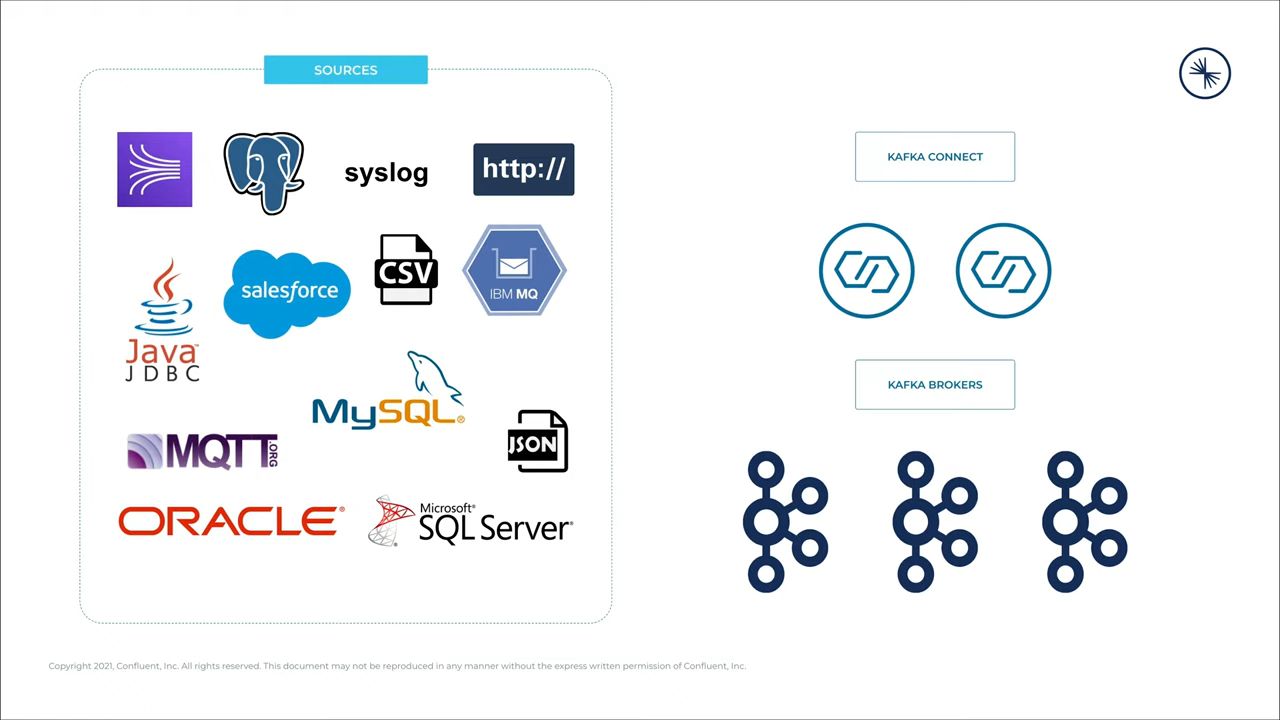 SOURCES
syslog
http://
KAFKA CONNECT
salesforce
CSV
IBM MQ
Java™
JDBC
MySQL®
KAFKA BROKERS
MQTT.ORG
JSON
ORACLE®
Microsoft®
SQL Server®
Copyright 2021, Confluent, Inc. All rights reserved. This document may not be reproduced in any manner without the express written permission of Confluent, Inc.